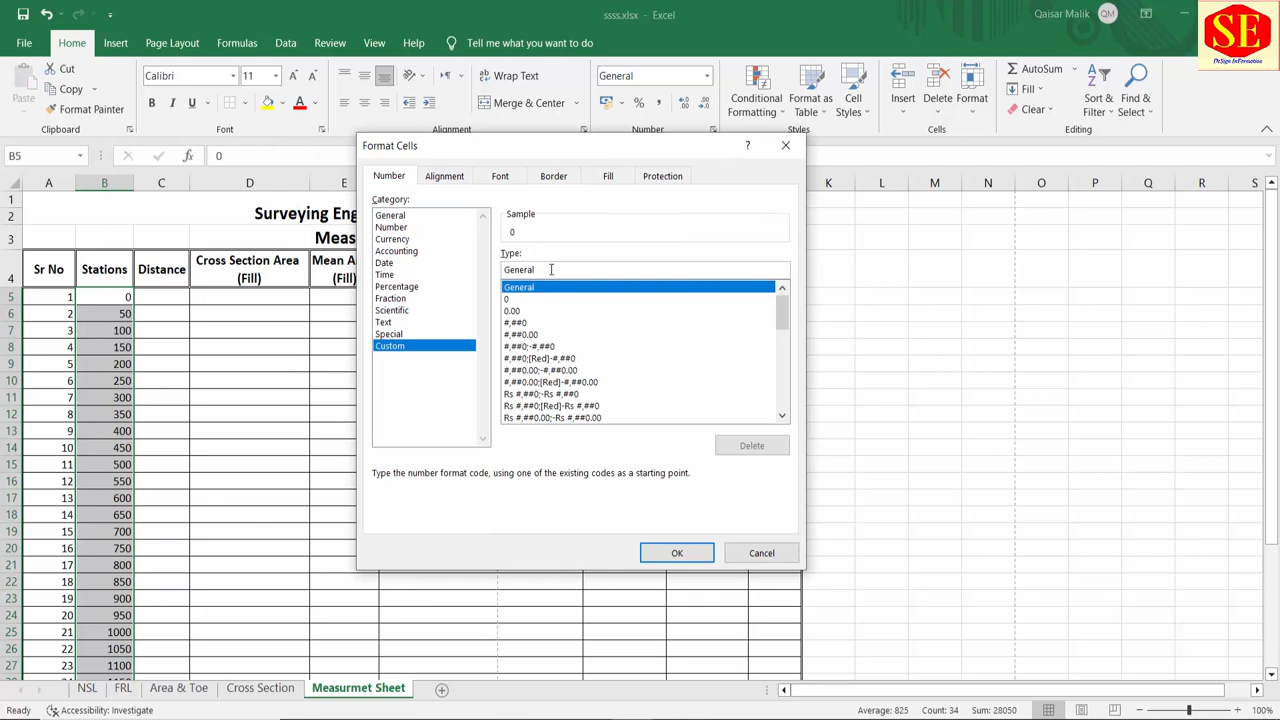 ssss.xlsx - Excel
Qaisar Malik QM
SE
DeSign InFormation
File Home Insert Page Layout Formulas Data Review View Help Tell me what you want to do
Paste Cut
Copy
Format Painter
Calibri 11
General
Wrap Text
Merge & Center
Conditional Formatting
Format as Table
Cell Styles
Insert Delete Format
AutoSum
Fill
Clear
Sort & Filter
Find & Select
Clipboard Font Alignment Number Styles Cells Editing
B5 fx 0
A B C D E K L M N O P Q R S
1
2 Surveying Eng
3 Meas
4 Sr No Stations Distance Cross Section Area (Fill) Mean A (Fill)
5 1 0
6 2 50
7 3 100
8 4 150
9 5 200
10 6 250
11 7 300
12 8 350
13 9 400
14 10 450
15 11 500
16 12 550
17 13 600
18 14 650
19 15 700
20 16 750
21 17 800
22 18 850
23 19 900
24 20 950
25 21 1000
26 22 1050
27 23 1100
Format Cells ?
Number Alignment Font Border Fill Protection
Category:
General
Number
Currency
Accounting
Date
Time
Percentage
Fraction
Scientific
Text
Special
Custom
Sample
0
Type:
General
General
0
0.00
#,##0
#,##0.00
#,##0;-#,##0
#,##0;[Red]-#,##0
#,##0.00;-#,##0.00
#,##0.00;[Red]-#,##0.00
Rs #,##0;-Rs #,##0
Rs #,##0;[Red]-Rs #,##0
Rs #,##0.00;-Rs #,##0.00
Delete
Type the number format code, using one of the existing codes as a starting point.
OK Cancel
NSL FRL Area & Toe Cross Section Measurmet Sheet
Ready Accessibility: Investigate Average: 825 Count: 34 Sum: 28050 100%